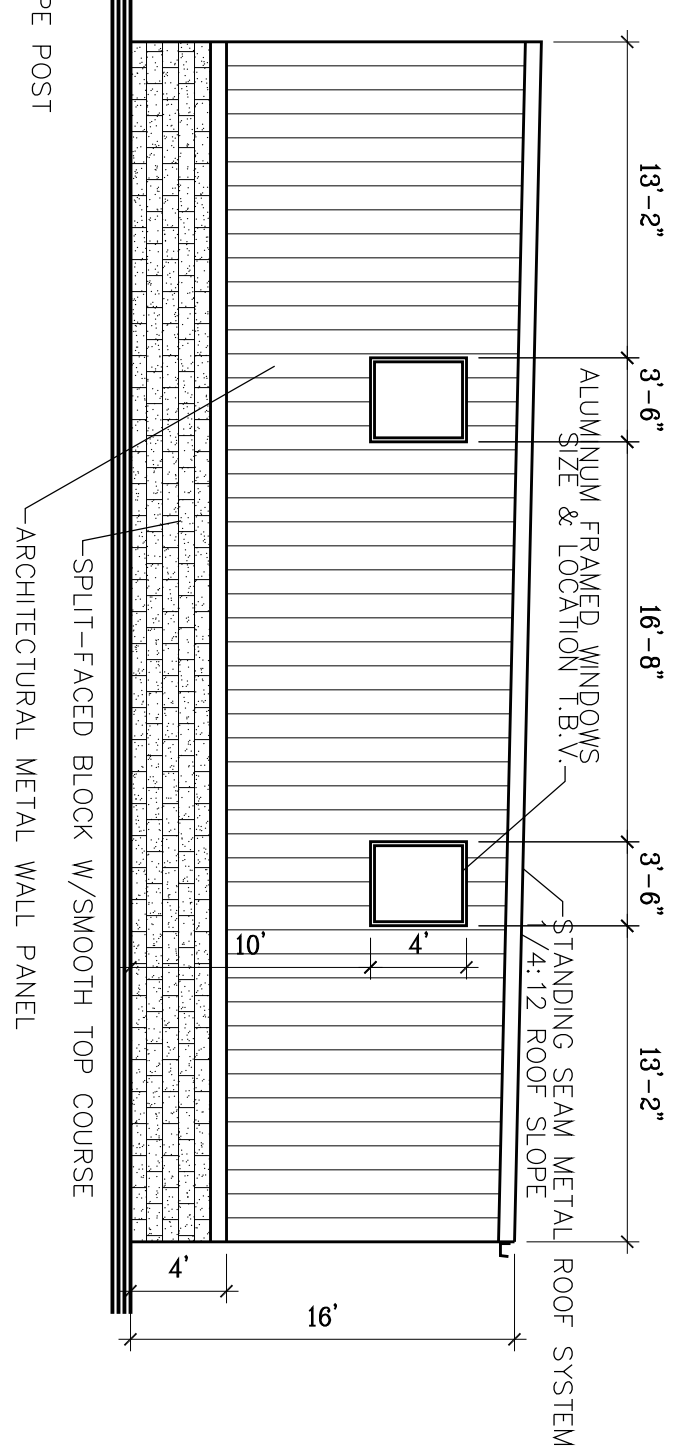 13'-2"
3'-6"
16'-8"
3'-6"
13'-2"
ALUMINUM FRAMED WINDOWS
SIZE & LOCATION T.B.V.
STANDING SEAM METAL ROOF SYSTEM
/4:12 ROOF SLOPE
10'
4'
4'
16'
SPLIT-FACED BLOCK W/SMOOTH TOP COURSE
ARCHITECTURAL METAL WALL PANEL
PE POST